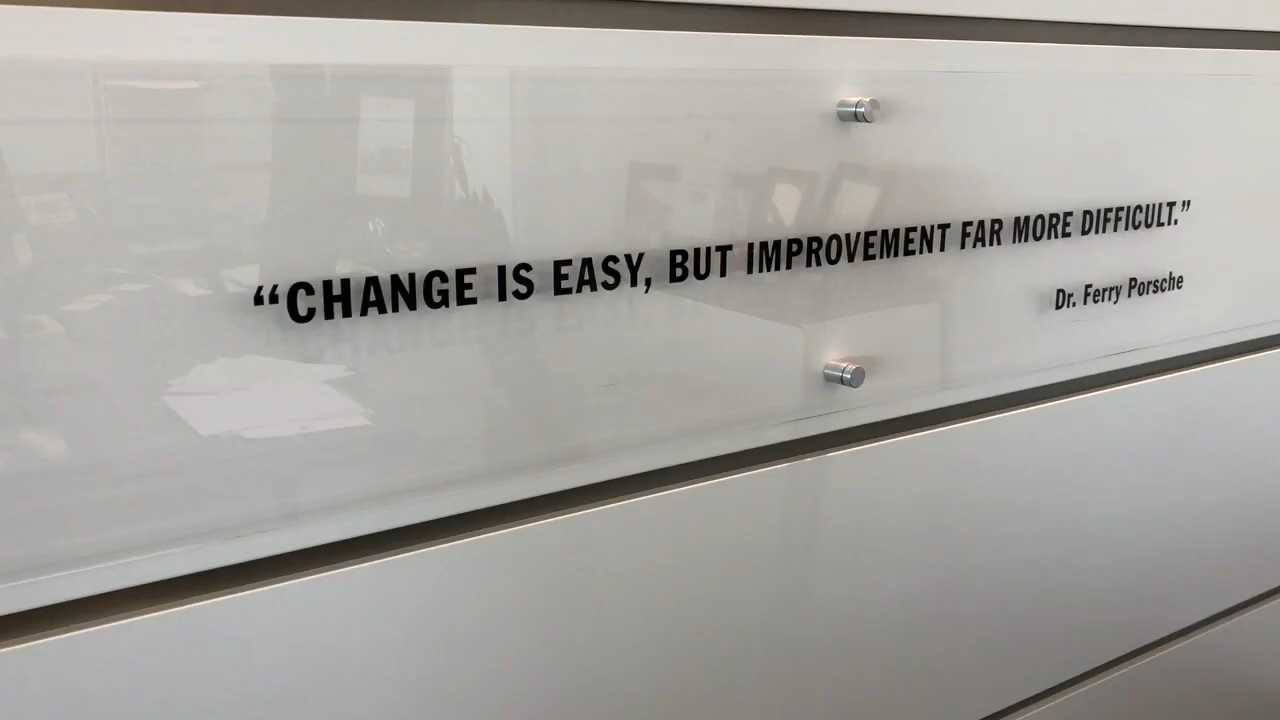 “CHANGE IS EASY, BUT IMPROVEMENT FAR MORE DIFFICULT.”
Dr. Ferry Porsche